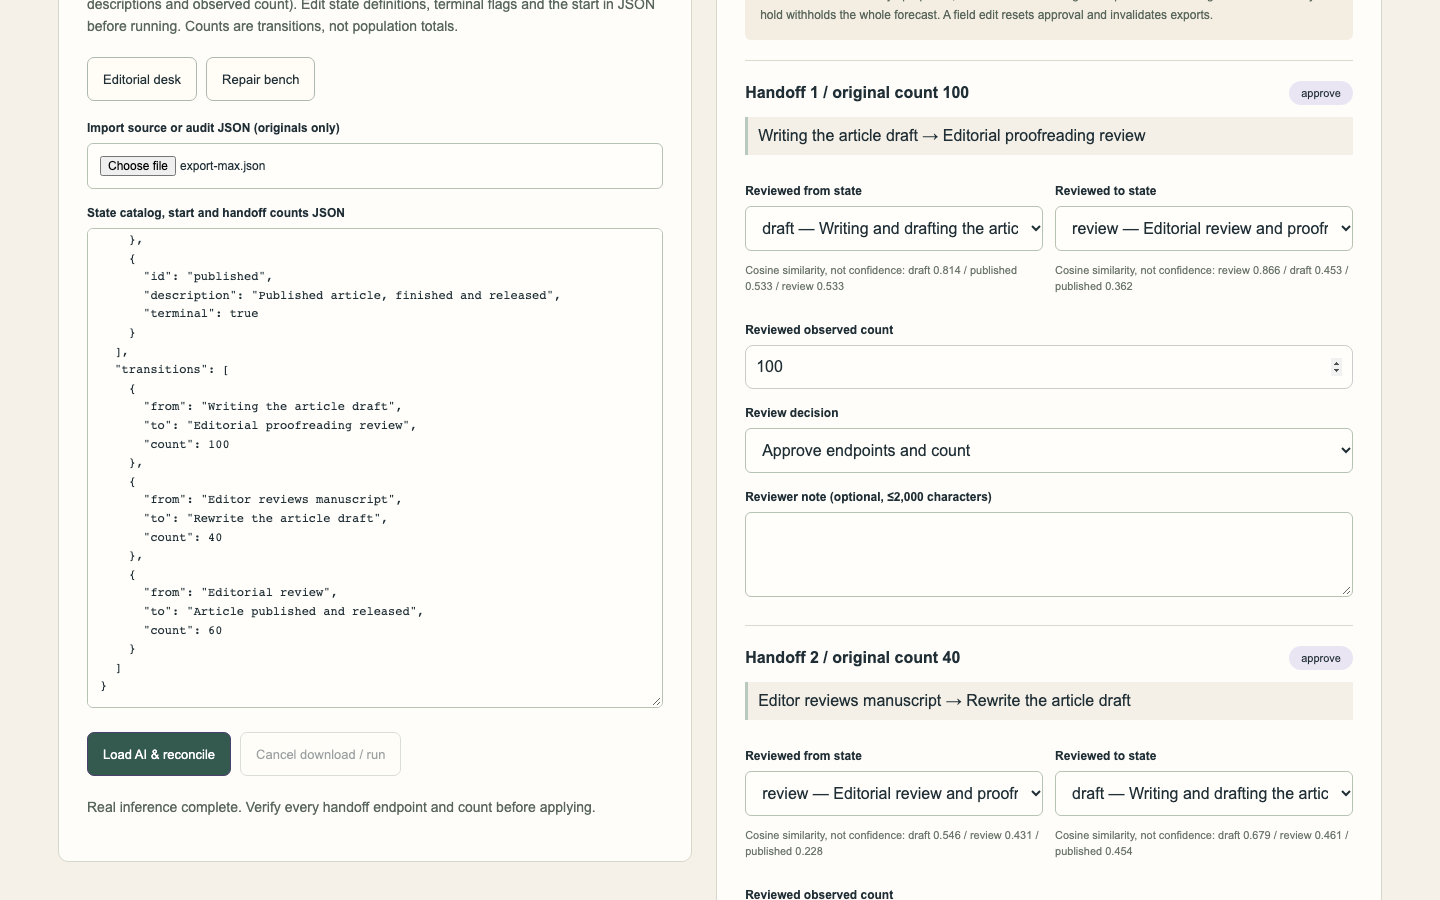 descriptions and observed count). Edit state definitions, terminal flags and the start in JSON
before running. Counts are transitions, not population totals.
Editorial desk
Repair bench
Import source or audit JSON (originals only)
Choose file export-max.json
State catalog, start and handoff counts JSON
},
{
"id": "published",
"description": "Published article, finished and released",
"terminal": true
}
],
"transitions": [
{
"from": "Writing the article draft",
"to": "Editorial proofreading review",
"count": 100
},
{
"from": "Editor reviews manuscript",
"to": "Rewrite the article draft",
"count": 40
},
{
"from": "Editorial review",
"to": "Article published and released",
"count": 60
}
]
}
Load AI & reconcile
Cancel download / run
Real inference complete. Verify every handoff endpoint and count before applying.
hold withholds the whole forecast. A field edit resets approval and invalidates exports.
Handoff 1 / original count 100
approve
Writing the article draft → Editorial proofreading review
Reviewed from state
draft — Writing and drafting the artic
Cosine similarity, not confidence: draft 0.814 / published
0.533 / review 0.533
Reviewed to state
review — Editorial review and proofr
Cosine similarity, not confidence: review 0.866 / draft 0.453 /
published 0.362
Reviewed observed count
100
Review decision
Approve endpoints and count
Reviewer note (optional, ≤2,000 characters)
Handoff 2 / original count 40
approve
Editor reviews manuscript → Rewrite the article draft
Reviewed from state
review — Editorial review and proofr
Cosine similarity, not confidence: draft 0.546 / review 0.431 /
published 0.228
Reviewed to state
draft — Writing and drafting the artic
Cosine similarity, not confidence: draft 0.679 / review 0.461 /
published 0.454
Reviewed observed count